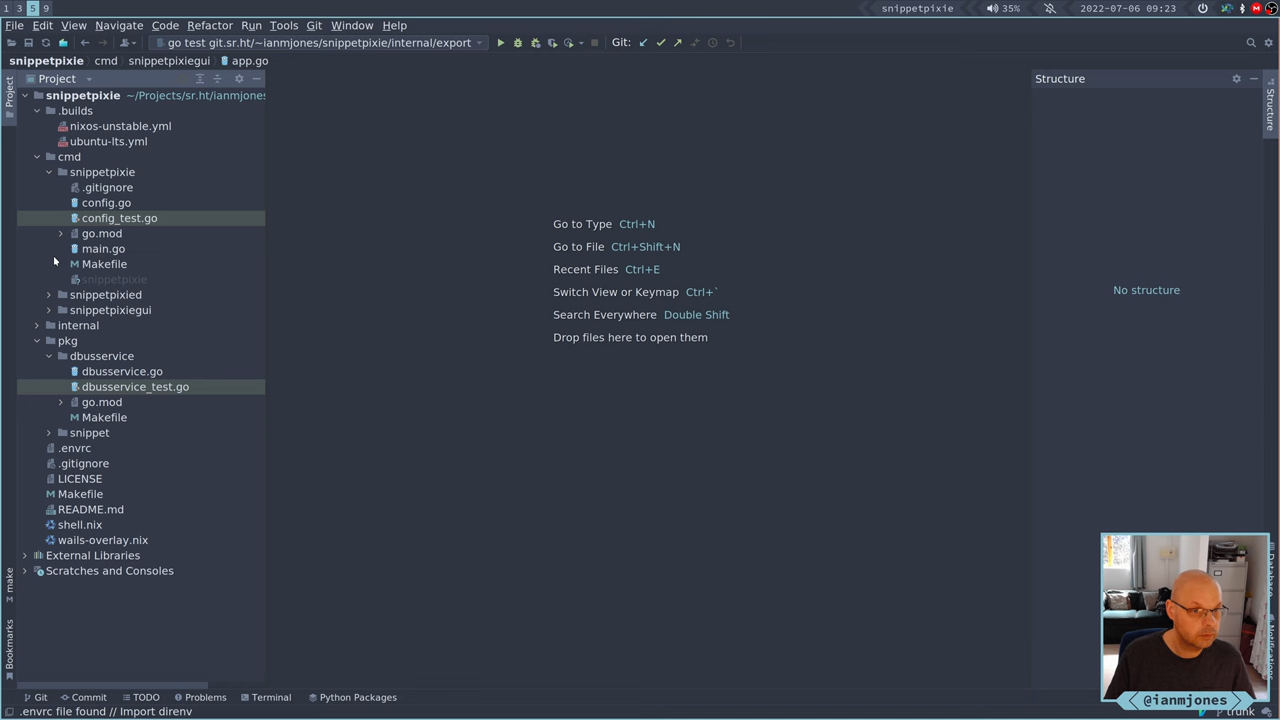 1 3 5 9
snippetpixie
35%
2022-07-06 09:23
File Edit View Navigate Code Refactor Run Tools Git Window Help
go test git.sr.ht/~ianmjones/snippetpixie/internal/export
Git:
snippetpixie cmd snippetpixiegui app.go
Project
Project
snippetpixie ~/Projects/sr.ht/ianmjones
.builds
nixos-unstable.yml
ubuntu-lts.yml
cmd
snippetpixie
.gitignore
config.go
config_test.go
go.mod
main.go
Makefile
snippetpixie
snippetpixied
snippetpixiegui
internal
pkg
dbusservice
dbusservice.go
dbusservice_test.go
go.mod
Makefile
snippet
.envrc
.gitignore
LICENSE
Makefile
README.md
shell.nix
wails-overlay.nix
External Libraries
Scratches and Consoles
make
Bookmarks
Go to Type Ctrl+N
Go to File Ctrl+Shift+N
Recent Files Ctrl+E
Switch View or Keymap Ctrl+`
Search Everywhere Double Shift
Drop files here to open them
Structure
No structure
Structure
@ianmjones
Git Commit TODO Problems Terminal Python Packages
.envrc file found // Import direnv
trunk